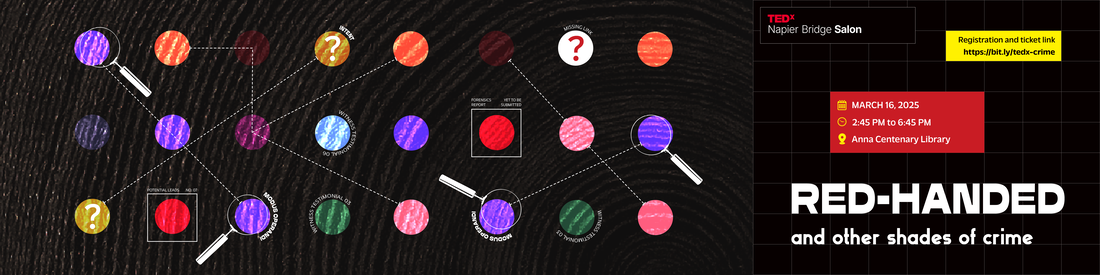 INTENT
?
MISSING LINK
?
WITNESS TESTIMONIAL 06
FORENSICS REPORT
YET TO BE SUBMITTED
?
POTENTIAL LEADS
NO. 07
MODUS OPERANDI
WITNESS TESTIMONIAL 03
MODUS OPERANDI
WITNESS TESTIMONIAL 03
TEDx
Napier Bridge Salon
Registration and ticket link
https://bit.ly/tedx-crime
MARCH 16, 2025
2:45 PM to 6:45 PM
Anna Centenary Library
RED-HANDED
and other shades of crime